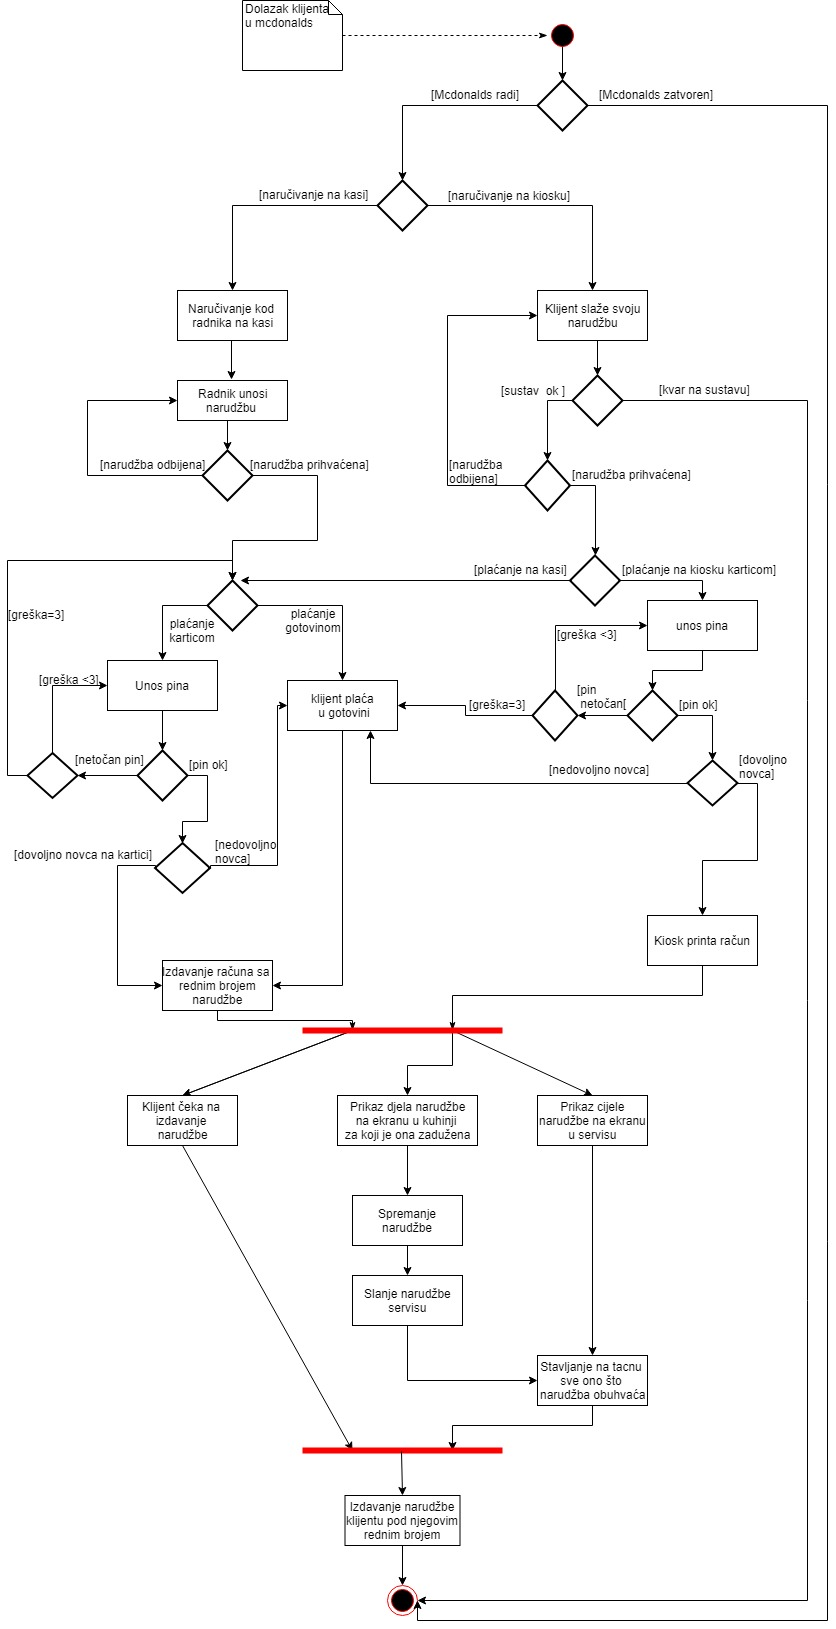 Dolazak klijenta
u mcdonalds
[Mcdonalds radi]
[Mcdonalds zatvoren]
[naručivanje na kasi]
[naručivanje na kiosku]
Naručivanje kod
radnika na kasi
Klijent slaže svoju
narudžbu
Radnik unosi
narudžbu
[sustav  ok ]
[kvar na sustavu]
[narudžba odbijena]
[narudžba prihvaćena]
[narudžba
odbijena]
[narudžba prihvaćena]
[plaćanje na kasi]
[plaćanje na kiosku karticom]
[greška=3]
plaćanje
karticom
plaćanje
gotovinom
[greška <3]
unos pina
[greška <3]
Unos pina
klijent plaća
u gotovini
[greška=3]
[pin
netočan[
[pin ok]
[netočan pin]
[pin ok]
[nedovoljno novca]
[dovoljno
novca]
[dovoljno novca na kartici]
[nedovoljno
novca]
Kiosk printa račun
Izdavanje računa sa
rednim brojem
narudžbe
Klijent čeka na
izdavanje
narudžbe
Prikaz djela narudžbe
na ekranu u kuhinji
za koji je ona zadužena
Prikaz cijele
narudžbe na ekranu
u servisu
Spremanje
narudžbe
Slanje narudžbe
servisu
Stavljanje na tacnu
sve ono što
narudžba obuhvaća
Izdavanje narudžbe
klijentu pod njegovim
rednim brojem